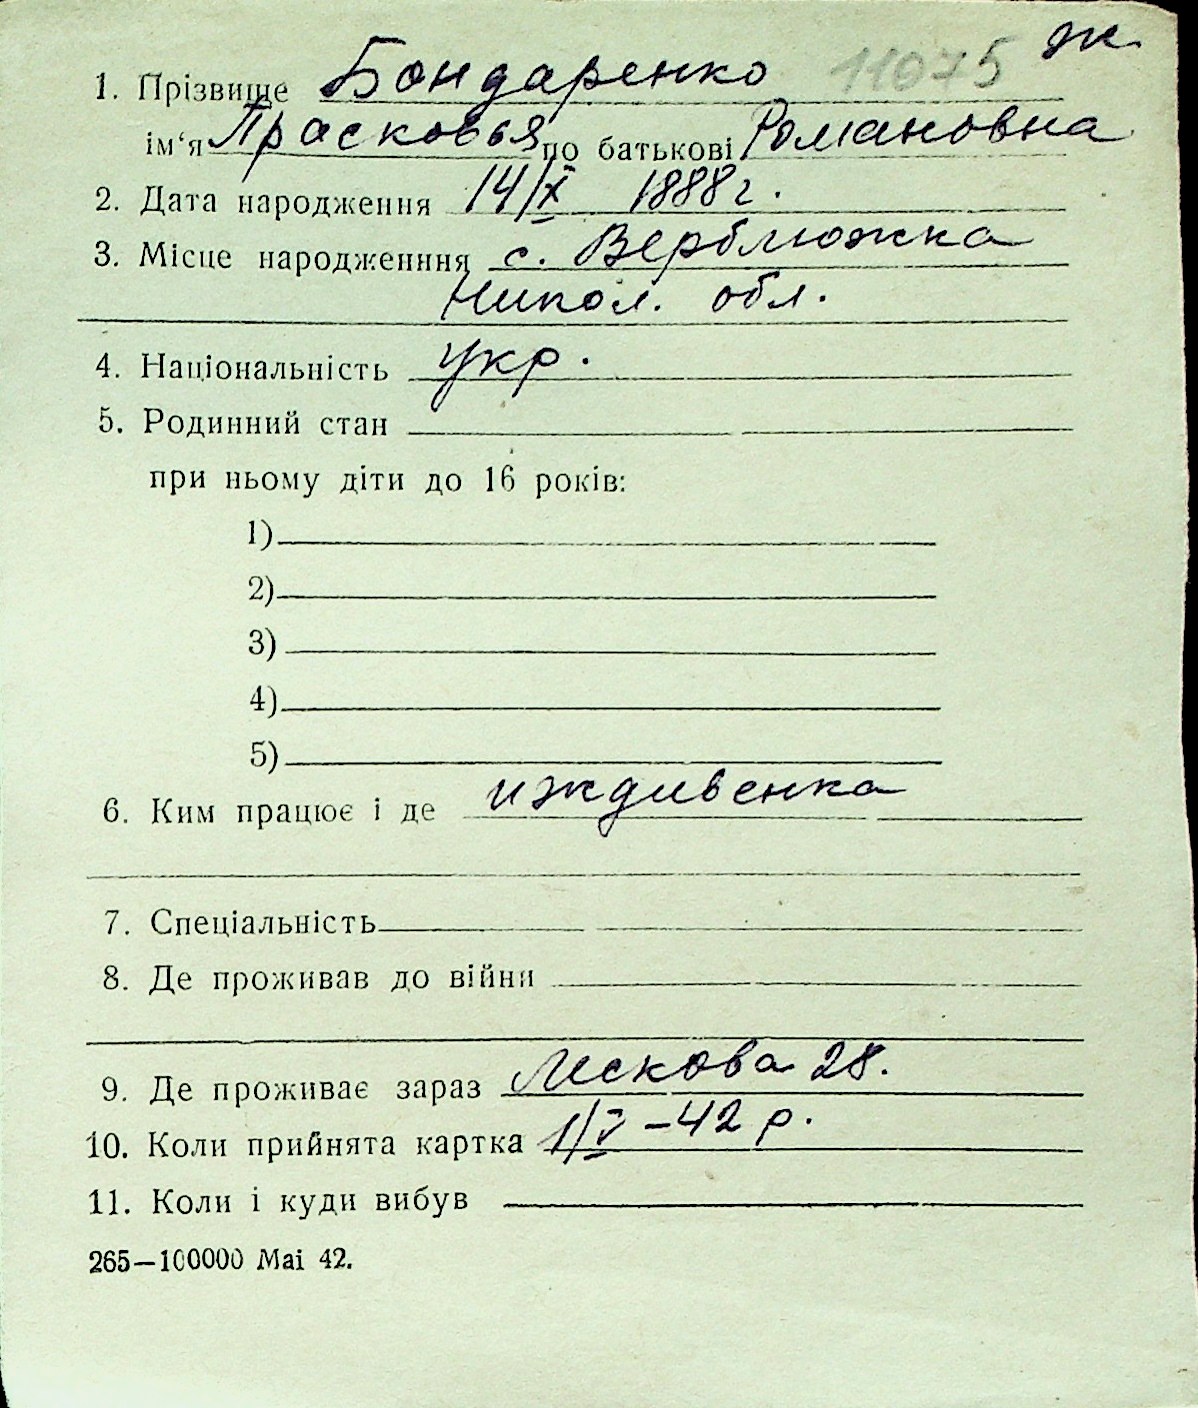 ж.
1. Прізвище Бондаренко 11075
ім'я Прасковья по батькові Романовна
2. Дата народження 14/X 1888 г.
3. Місце народженння с. Верблюжка
Никол. обл.
4. Національність укр.
5. Родинний стан
при ньому діти до 16 років:
1)
2)
3)
4)
5)
6. Ким працює і де иждивенка
7. Спеціальність
8. Де проживав до війни
9. Де проживає зараз Лескова 28.
10. Коли прийнята картка 1/V – 42 р.
11. Коли і куди вибув
265—100000 Mai 42.